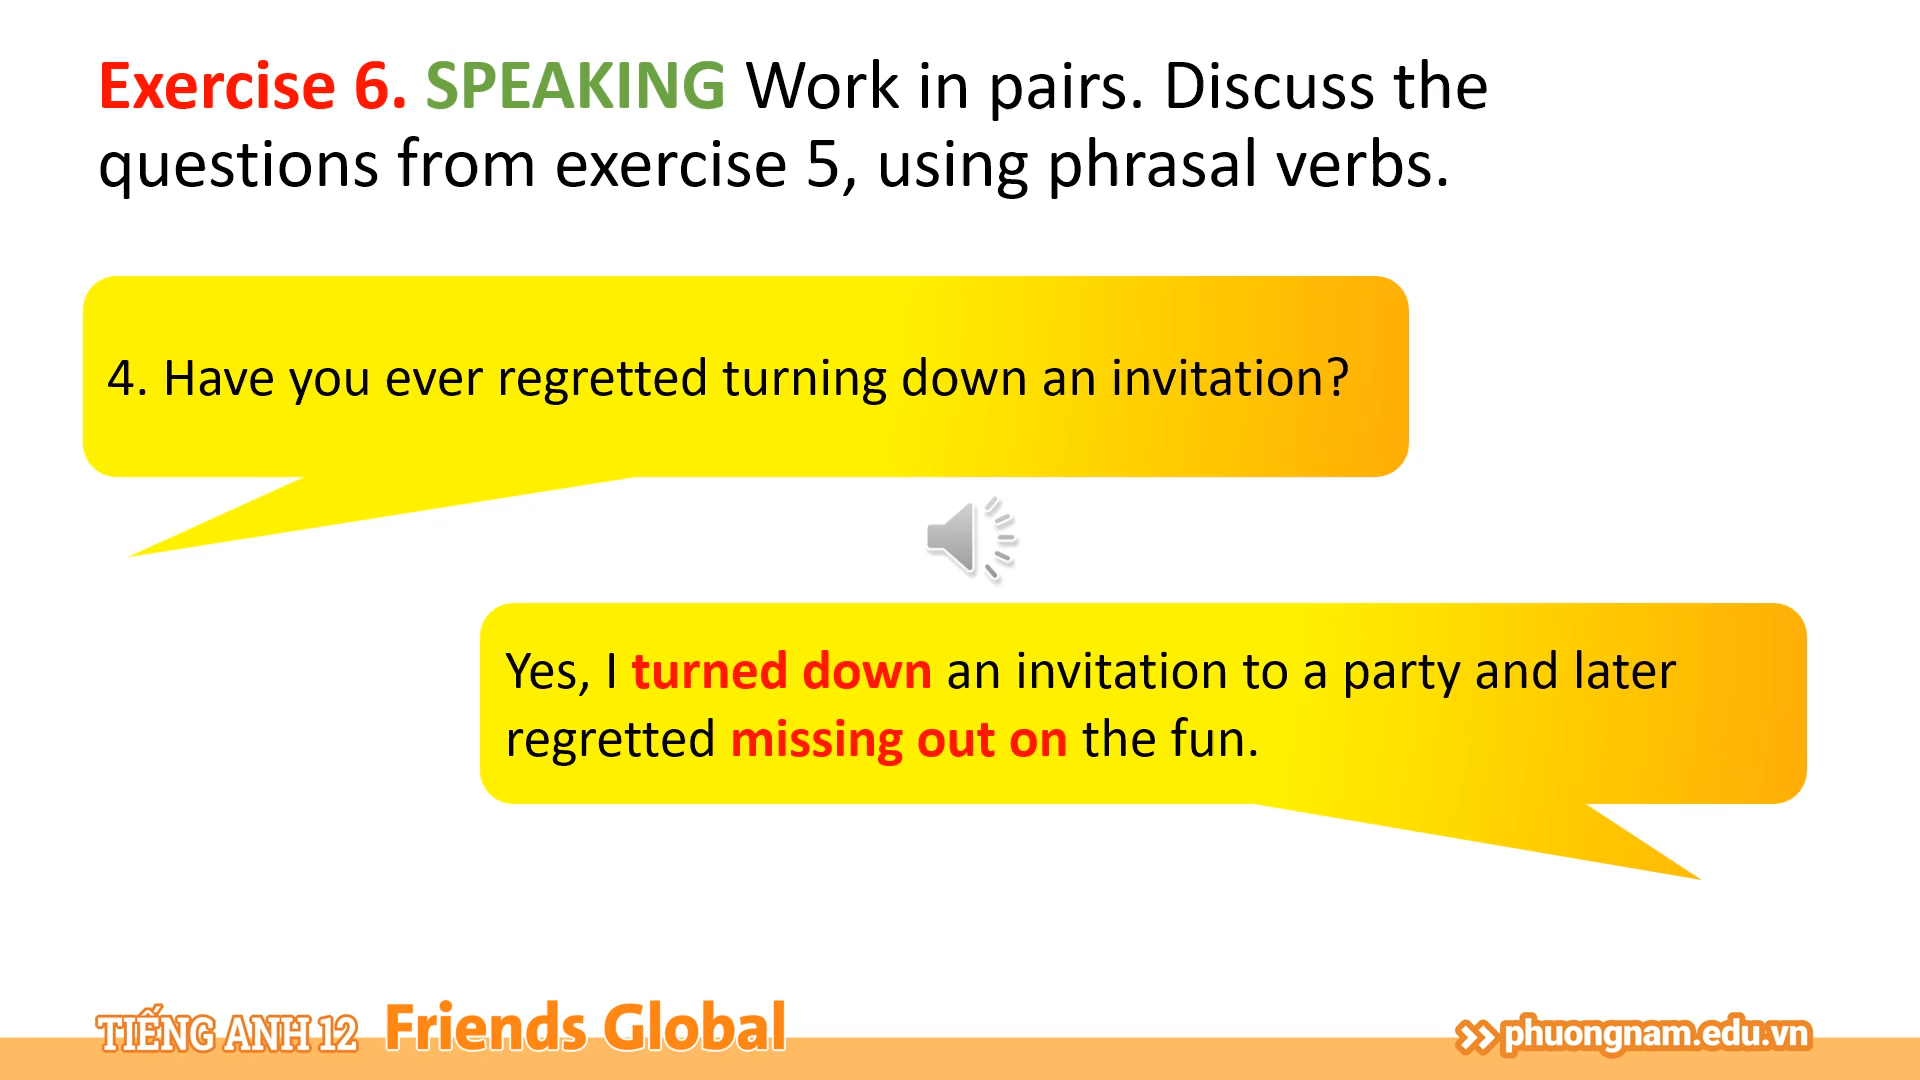 Exercise 6. SPEAKING Work in pairs. Discuss the
questions from exercise 5, using phrasal verbs.
4. Have you ever regretted turning down an invitation?
Yes, I turned down an invitation to a party and later
regretted missing out on the fun.
TIẾNG ANH 12 Friends Global
phuongnam.edu.vn